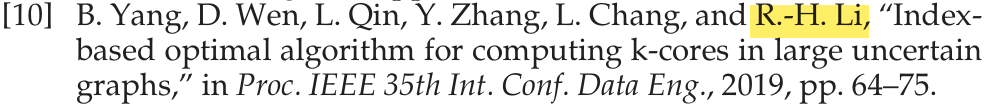 [10] B. Yang, D. Wen, L. Qin, Y. Zhang, L. Chang, and R.-H. Li, “Index-
based optimal algorithm for computing k-cores in large uncertain
graphs,” in Proc. IEEE 35th Int. Conf. Data Eng., 2019, pp. 64–75.